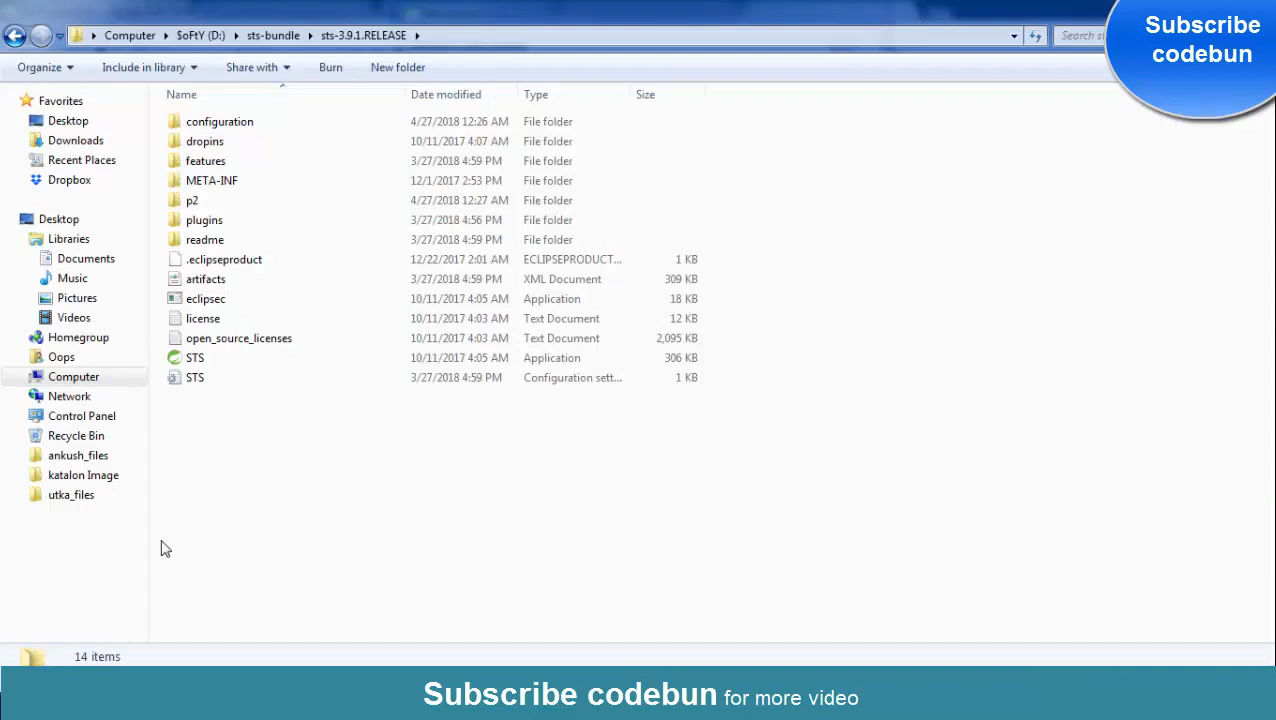 Computer SoftY (D:) sts-bundle sts-3.9.1.RELEASE
Search st
Subscribe
codebun
Organize Include in library Share with Burn New folder
Name Date modified Type Size
Favorites
Desktop
Downloads
Recent Places
Dropbox
Desktop
Libraries
Documents
Music
Pictures
Videos
Homegroup
Oops
Computer
Network
Control Panel
Recycle Bin
ankush_files
katalon Image
utka_files
configuration 4/27/2018 12:26 AM File folder
dropins 10/11/2017 4:07 AM File folder
features 3/27/2018 4:59 PM File folder
META-INF 12/1/2017 2:53 PM File folder
p2 4/27/2018 12:27 AM File folder
plugins 3/27/2018 4:56 PM File folder
readme 3/27/2018 4:59 PM File folder
.eclipseproduct 12/22/2017 2:01 AM ECLIPSEPRODUCT... 1 KB
artifacts 3/27/2018 4:59 PM XML Document 309 KB
eclipsec 10/11/2017 4:05 AM Application 18 KB
license 10/11/2017 4:03 AM Text Document 12 KB
open_source_licenses 10/11/2017 4:03 AM Text Document 2,095 KB
STS 10/11/2017 4:05 AM Application 306 KB
STS 3/27/2018 4:59 PM Configuration sett... 1 KB
14 items
Subscribe codebun for more video